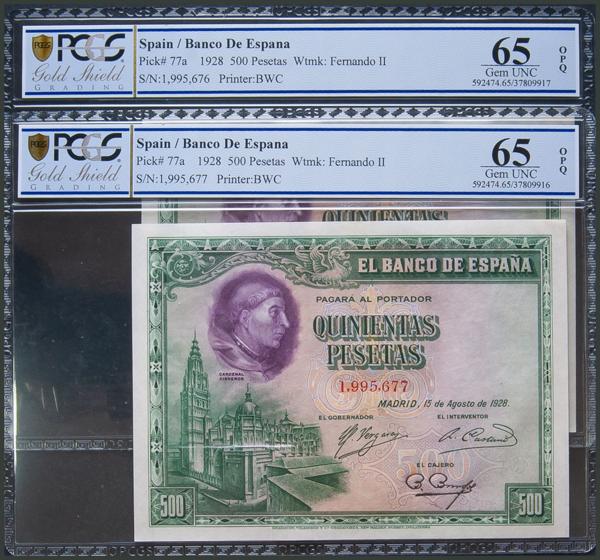 PCGS
Gold Shield
GRADING
Spain / Banco De Espana
Pick# 77a 1928 500 Pesetas Wtmk: Fernando II
S/N:1,995,676 Printer:BWC
65
Gem UNC
592474.65/37809917
OPQ
PCGS
Gold Shield
GRADING
Spain / Banco De Espana
Pick# 77a 1928 500 Pesetas Wtmk: Fernando II
S/N:1,995,677 Printer:BWC
65
Gem UNC
592474.65/37809916
OPQ
QUINIENTAS
EL BANCO DE ESPAÑA
PAGARÁ AL PORTADOR
QUINIENTAS
PESETAS
1,995,677
MADRID, 15 de Agosto de 1928.
CARDENAL
CISNEROS
EL GOBERNADOR
EL INTERVENTOR
EL CAJERO
500
500
500